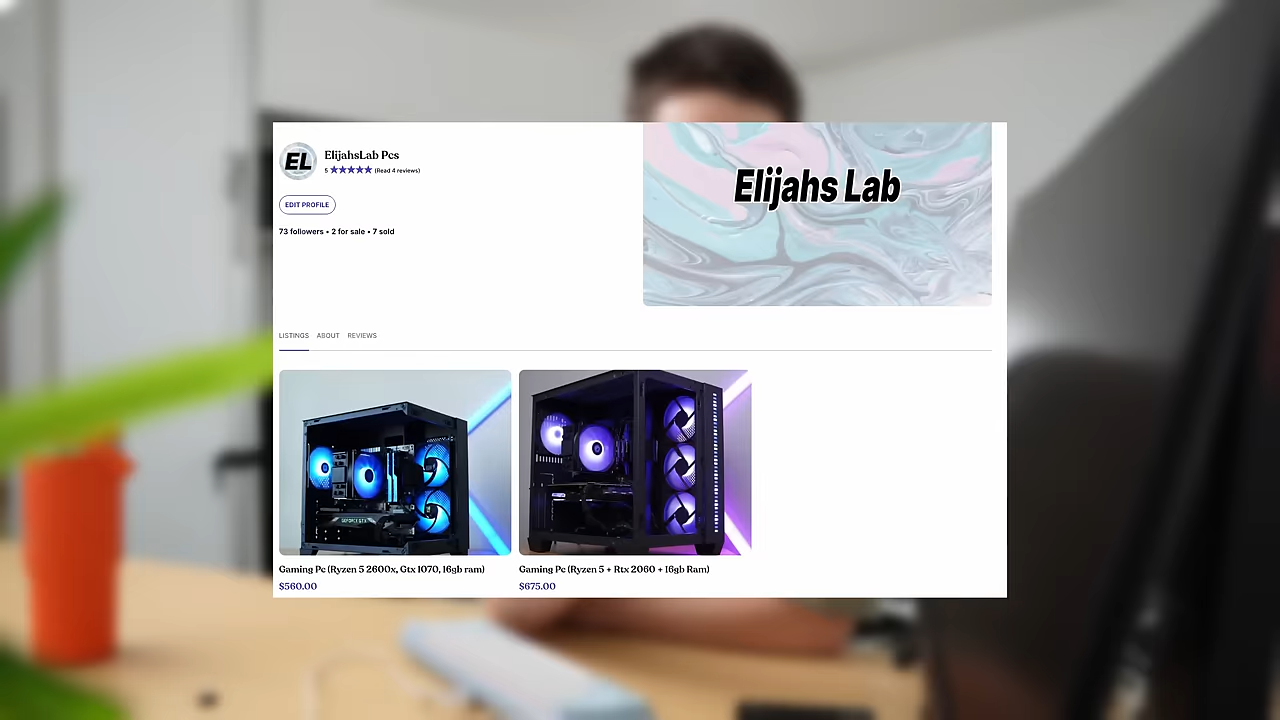 EL
ElijahsLab Pcs
5 ★★★★★ (Read 4 reviews)
EDIT PROFILE
73 followers • 2 for sale • 7 sold
Elijahs Lab
LISTINGS ABOUT REVIEWS
GEFORCE GTX
Gaming Pc (Ryzen 5 2600x, Gtx 1070, 16gb ram)
$560.00
Gaming Pc (Ryzen 5 + Rtx 2060 + 16gb Ram)
$675.00